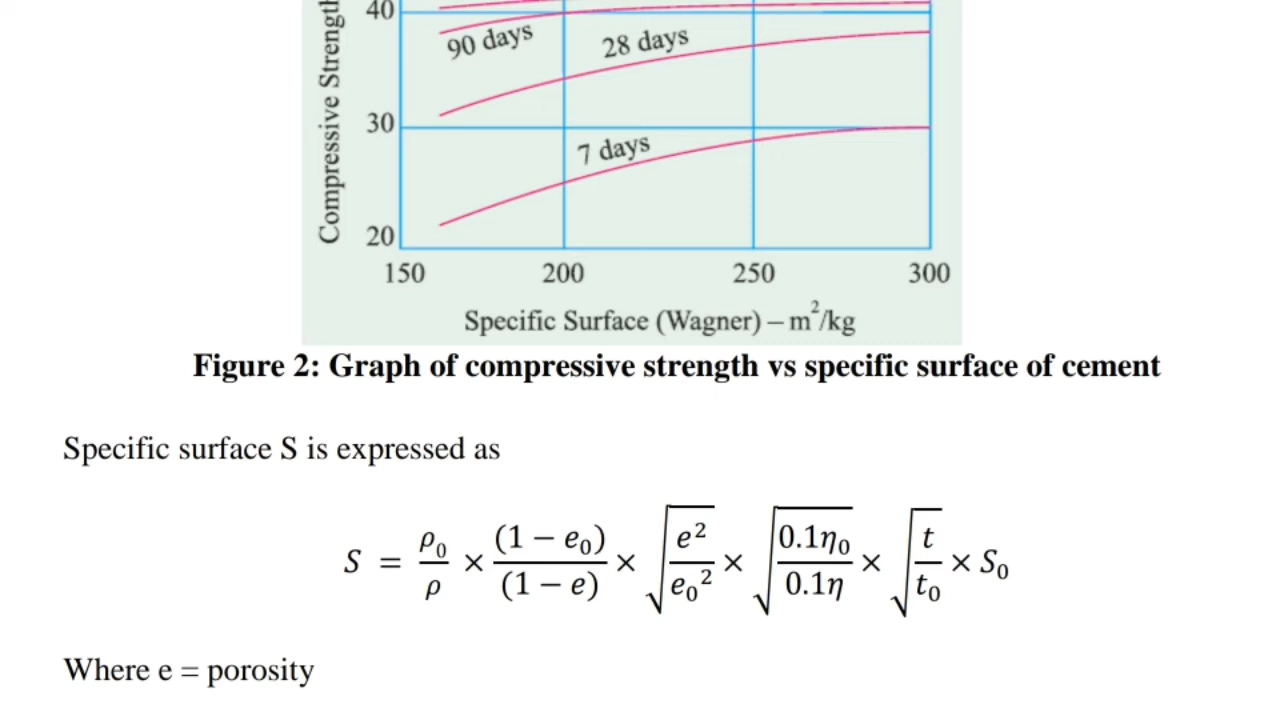 Compressive Strength
40
90 days
28 days
30
7 days
20
150 200 250 300
Specific Surface (Wagner) – m²/kg
Figure 2: Graph of compressive strength vs specific surface of cement
Specific surface S is expressed as
S = ρ₀/ρ × (1 − e₀)/(1 − e) × √(e²/e₀²) × √(0.1η₀/0.1η) × √(t/t₀) × S₀
Where e = porosity